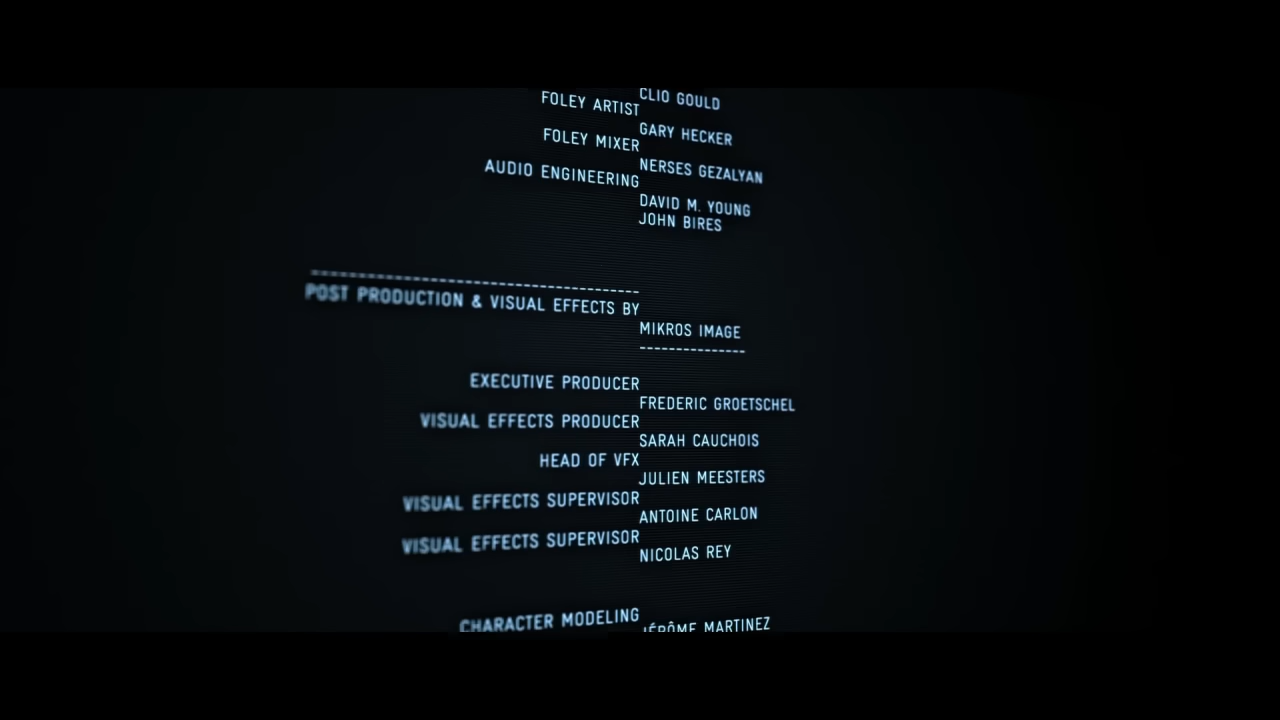 CLIO GOULD
FOLEY ARTIST
GARY HECKER
FOLEY MIXER
NERSES GEZALYAN
AUDIO ENGINEERING
DAVID M. YOUNG
JOHN BIRES
------------------------------------------
POST PRODUCTION & VISUAL EFFECTS BY
MIKROS IMAGE
---------------
EXECUTIVE PRODUCER
FREDERIC GROETSCHEL
VISUAL EFFECTS PRODUCER
SARAH CAUCHOIS
HEAD OF VFX
JULIEN MEESTERS
VISUAL EFFECTS SUPERVISOR
ANTOINE CARLON
VISUAL EFFECTS SUPERVISOR
NICOLAS REY
CHARACTER MODELING
JÉRÔME MARTINEZ